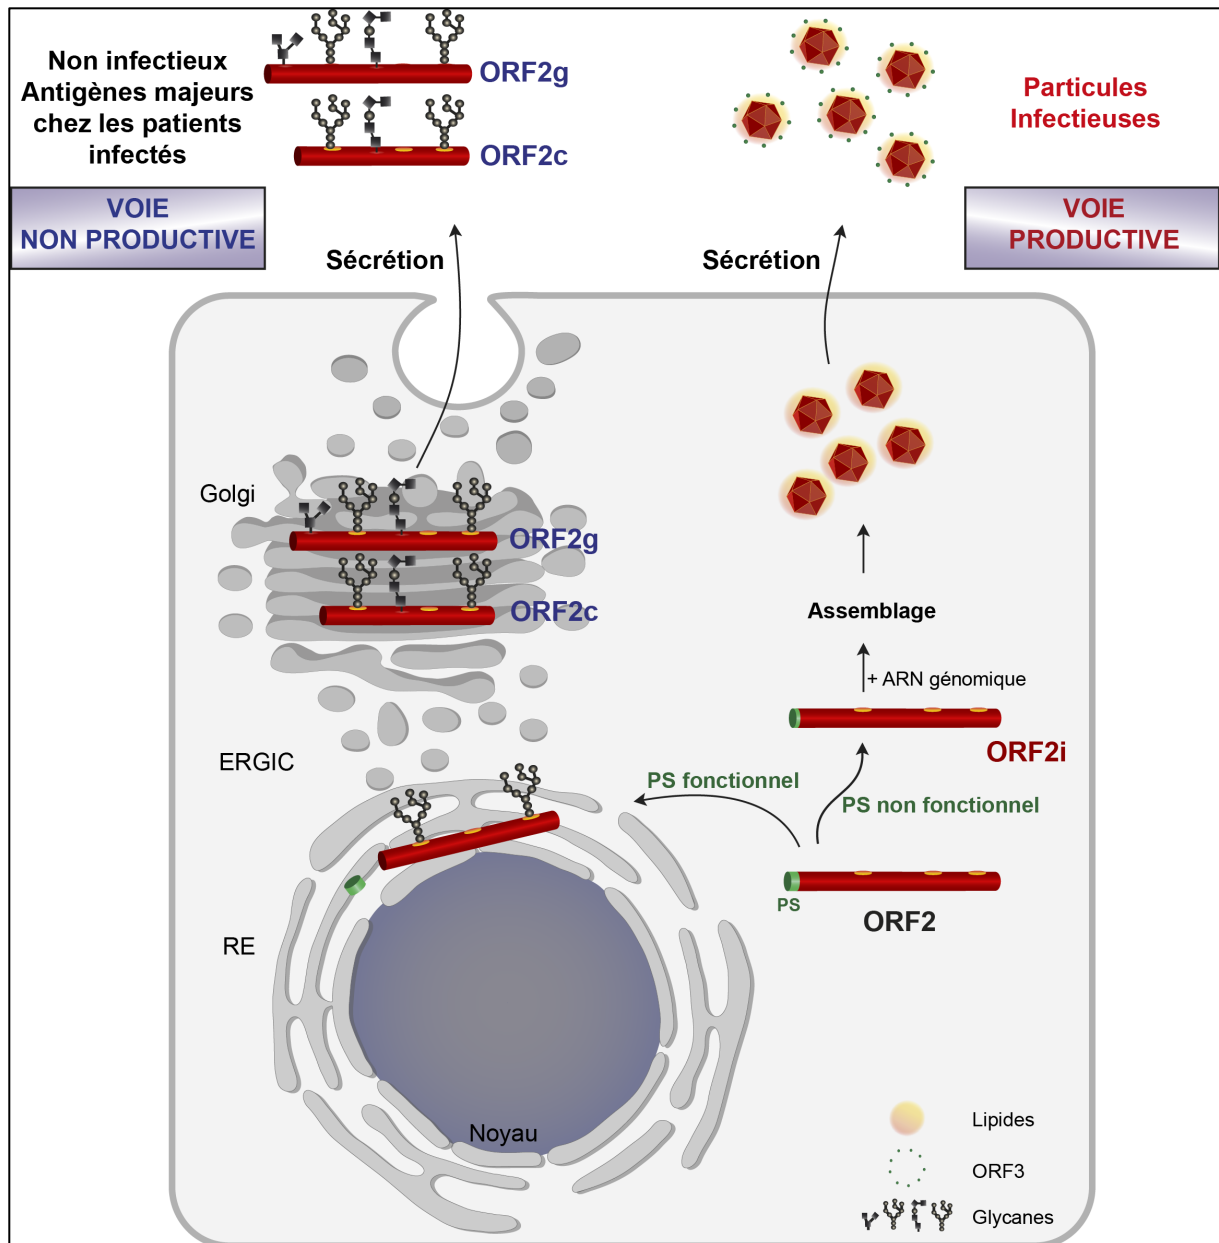 Non infectieux
Antigènes majeurs
chez les patients
infectés
ORF2g
ORF2c
Particules
Infectieuses
VOIE
NON PRODUCTIVE
VOIE
PRODUCTIVE
Sécrétion
Sécrétion
Golgi
ORF2g
ORF2c
Assemblage
+ ARN génomique
ORF2i
ERGIC
PS fonctionnel
PS non fonctionnel
PS
ORF2
RE
Noyau
Lipides
ORF3
Glycanes